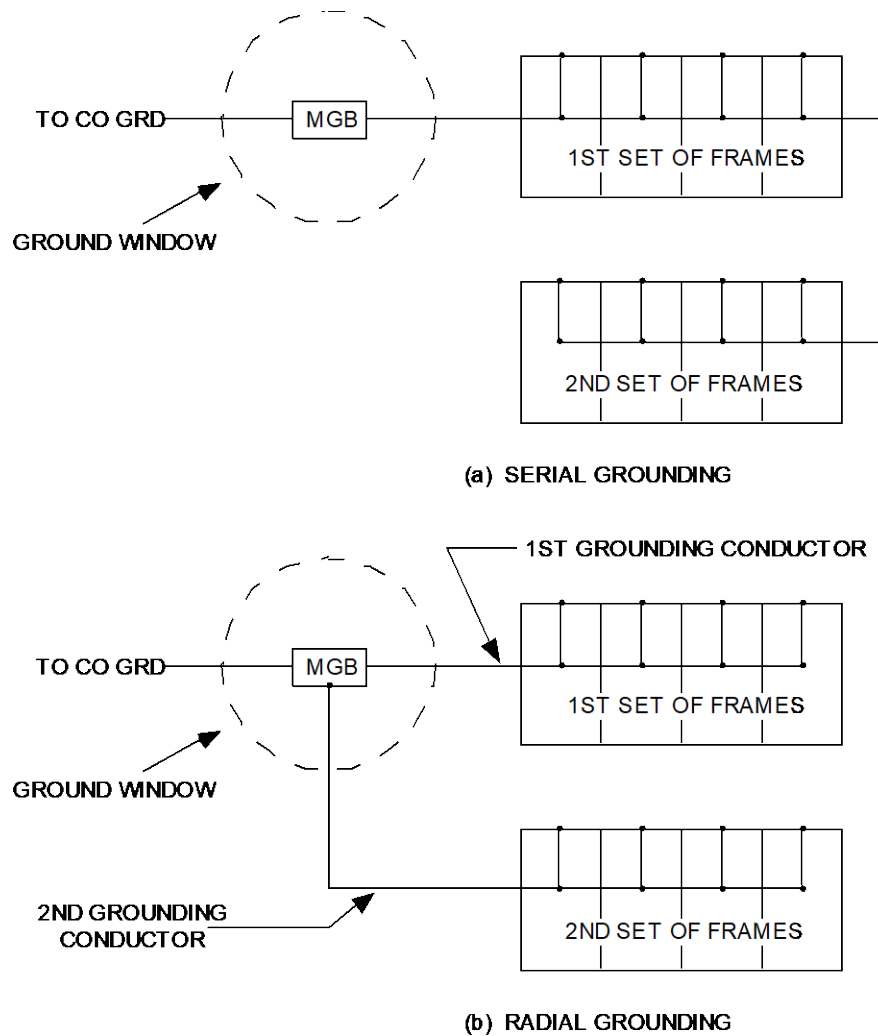 TO CO GRD
MGB
1ST SET OF FRAMES
GROUND WINDOW
2ND SET OF FRAMES
(a) SERIAL GROUNDING
1ST GROUNDING CONDUCTOR
TO CO GRD
MGB
1ST SET OF FRAMES
GROUND WINDOW
2ND GROUNDING
CONDUCTOR
2ND SET OF FRAMES
(b) RADIAL GROUNDING